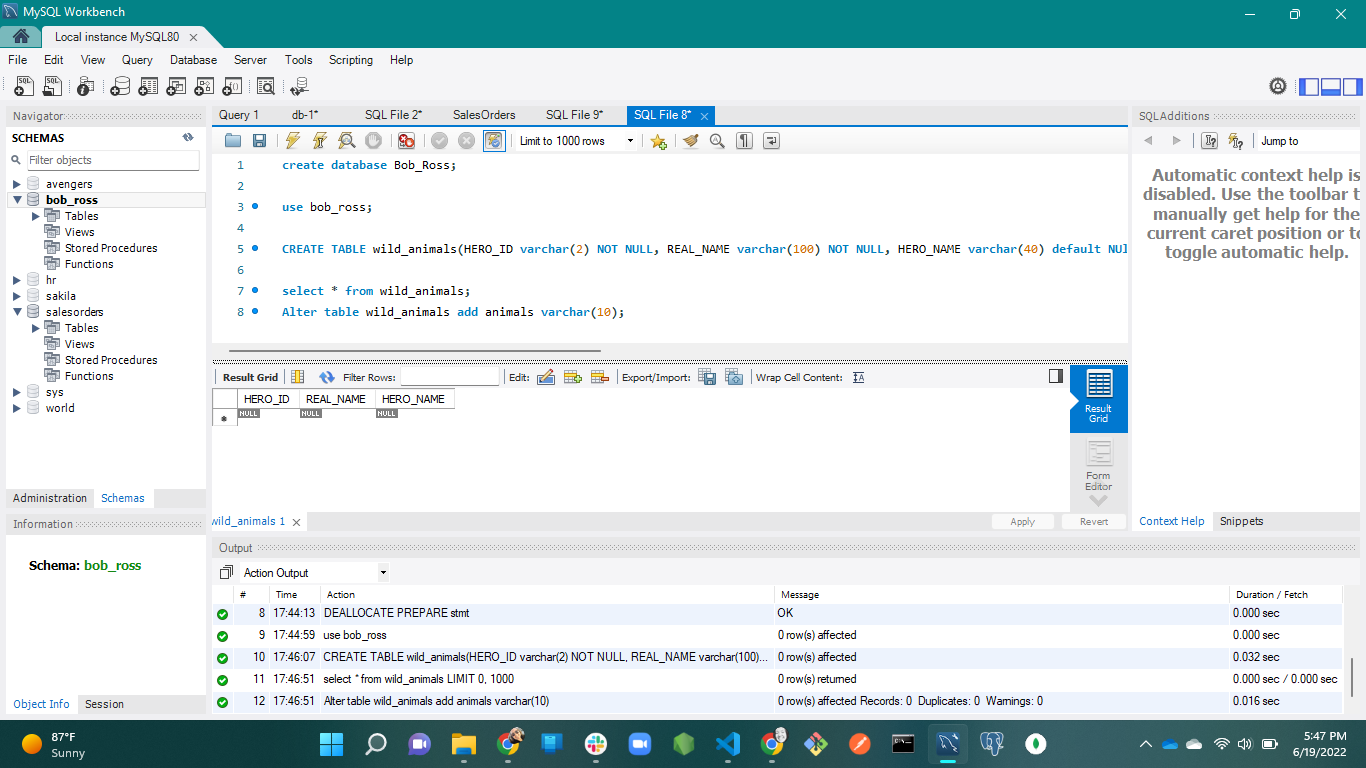 MySQL Workbench
Local instance MySQL80
File Edit View Query Database Server Tools Scripting Help
Navigator
SCHEMAS
Filter objects
avengers
bob_ross
Tables
Views
Stored Procedures
Functions
hr
sakila
salesorders
Tables
Views
Stored Procedures
Functions
sys
world
Administration Schemas
Information
Schema: bob_ross
Object Info Session
Query 1 db-1* SQL File 2* SalesOrders SQL File 9* SQL File 8*
Limit to 1000 rows
1 create database Bob_Ross;
2
3 use bob_ross;
4
5 CREATE TABLE wild_animals(HERO_ID varchar(2) NOT NULL, REAL_NAME varchar(100) NOT NULL, HERO_NAME varchar(40) default NUL
6
7 select * from wild_animals;
8 Alter table wild_animals add animals varchar(10);
Result Grid Filter Rows: Edit: Export/Import: Wrap Cell Content:
HERO_ID REAL_NAME HERO_NAME
NULL NULL NULL
Result
Grid
Form
Editor
wild_animals 1
Apply Revert
SQLAdditions
Jump to
Automatic context help is
disabled. Use the toolbar t
manually get help for the
current caret position or to
toggle automatic help.
Context Help Snippets
Output
Action Output
# Time Action Message Duration / Fetch
8 17:44:13 DEALLOCATE PREPARE stmt OK 0.000 sec
9 17:44:59 use bob_ross 0 row(s) affected 0.000 sec
10 17:46:07 CREATE TABLE wild_animals(HERO_ID varchar(2) NOT NULL, REAL_NAME varchar(100)... 0 row(s) affected 0.032 sec
11 17:46:51 select * from wild_animals LIMIT 0, 1000 0 row(s) returned 0.000 sec / 0.000 sec
12 17:46:51 Alter table wild_animals add animals varchar(10) 0 row(s) affected Records: 0 Duplicates: 0 Warnings: 0 0.016 sec
87°F
Sunny
5:47 PM
6/19/2022